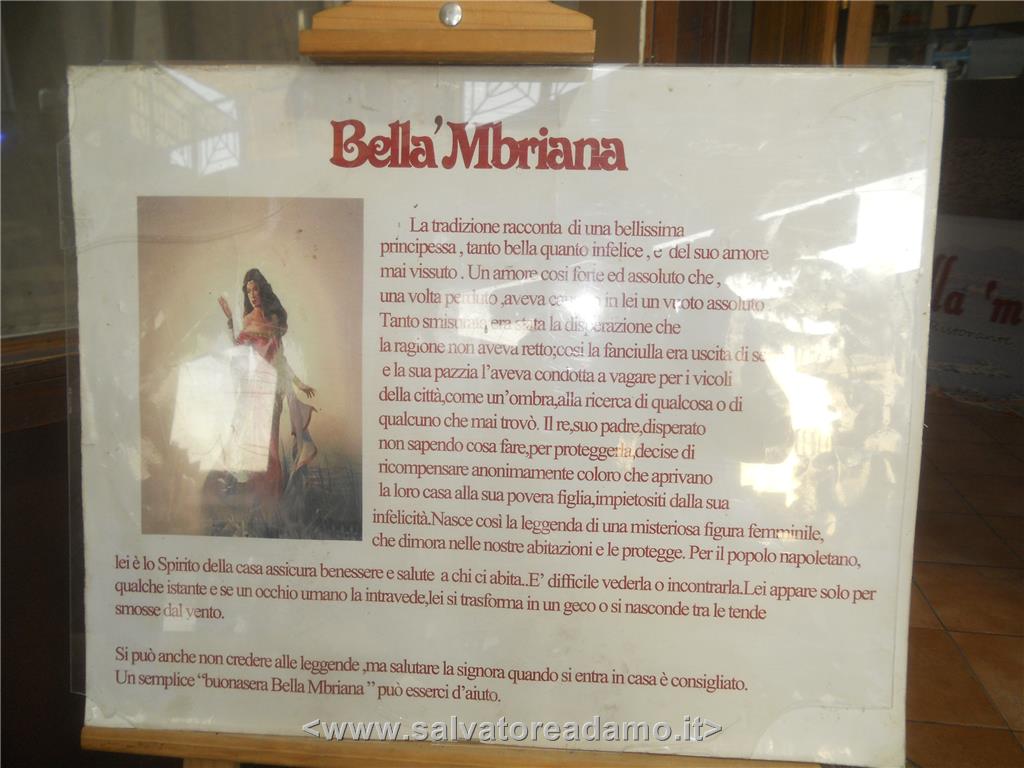 Bella 'Mbriana
La tradizione racconta di una bellissima
principessa , tanto bella quanto infelice , e' del suo amore
mai vissuto . Un amore cosi forte ed assoluto che ,
una volta perduto ,aveva in lei un vuoto assoluto .
Tanto smisurata era stata la disperazione che
la ragione non aveva retto;cosi la fanciulla era uscita di se
e la sua pazzia l'aveva condotta a vagare per i vicoli
della città,come un'ombra,alla ricerca di qualcosa o di
qualcuno che mai trovò. Il re,suo padre,disperato
non sapendo cosa fare,per proteggerla,decise di
ricompensare anonimamente coloro che aprivano
la loro casa alla sua povera figlia,impietositi dalla sua
infelicità.Nasce così la leggenda di una misteriosa figura femminile,
che dimora nelle nostre abitazioni e le protegge. Per il popolo napoletano,
lei è lo Spirito della casa assicura benessere e salute a chi ci abita..E' difficile vederla o incontrarla.Lei appare solo per
qualche istante e se un occhio umano la intravede,lei si trasforma in un geco o si nasconde tra le tende
smosse dal vento.
Si può anche non credere alle leggende ,ma salutare la signora quando si entra in casa è consigliato.
Un semplice "buonasera Bella Mbriana " può esserci d'aiuto.
<www.salvatoreadamo.it>